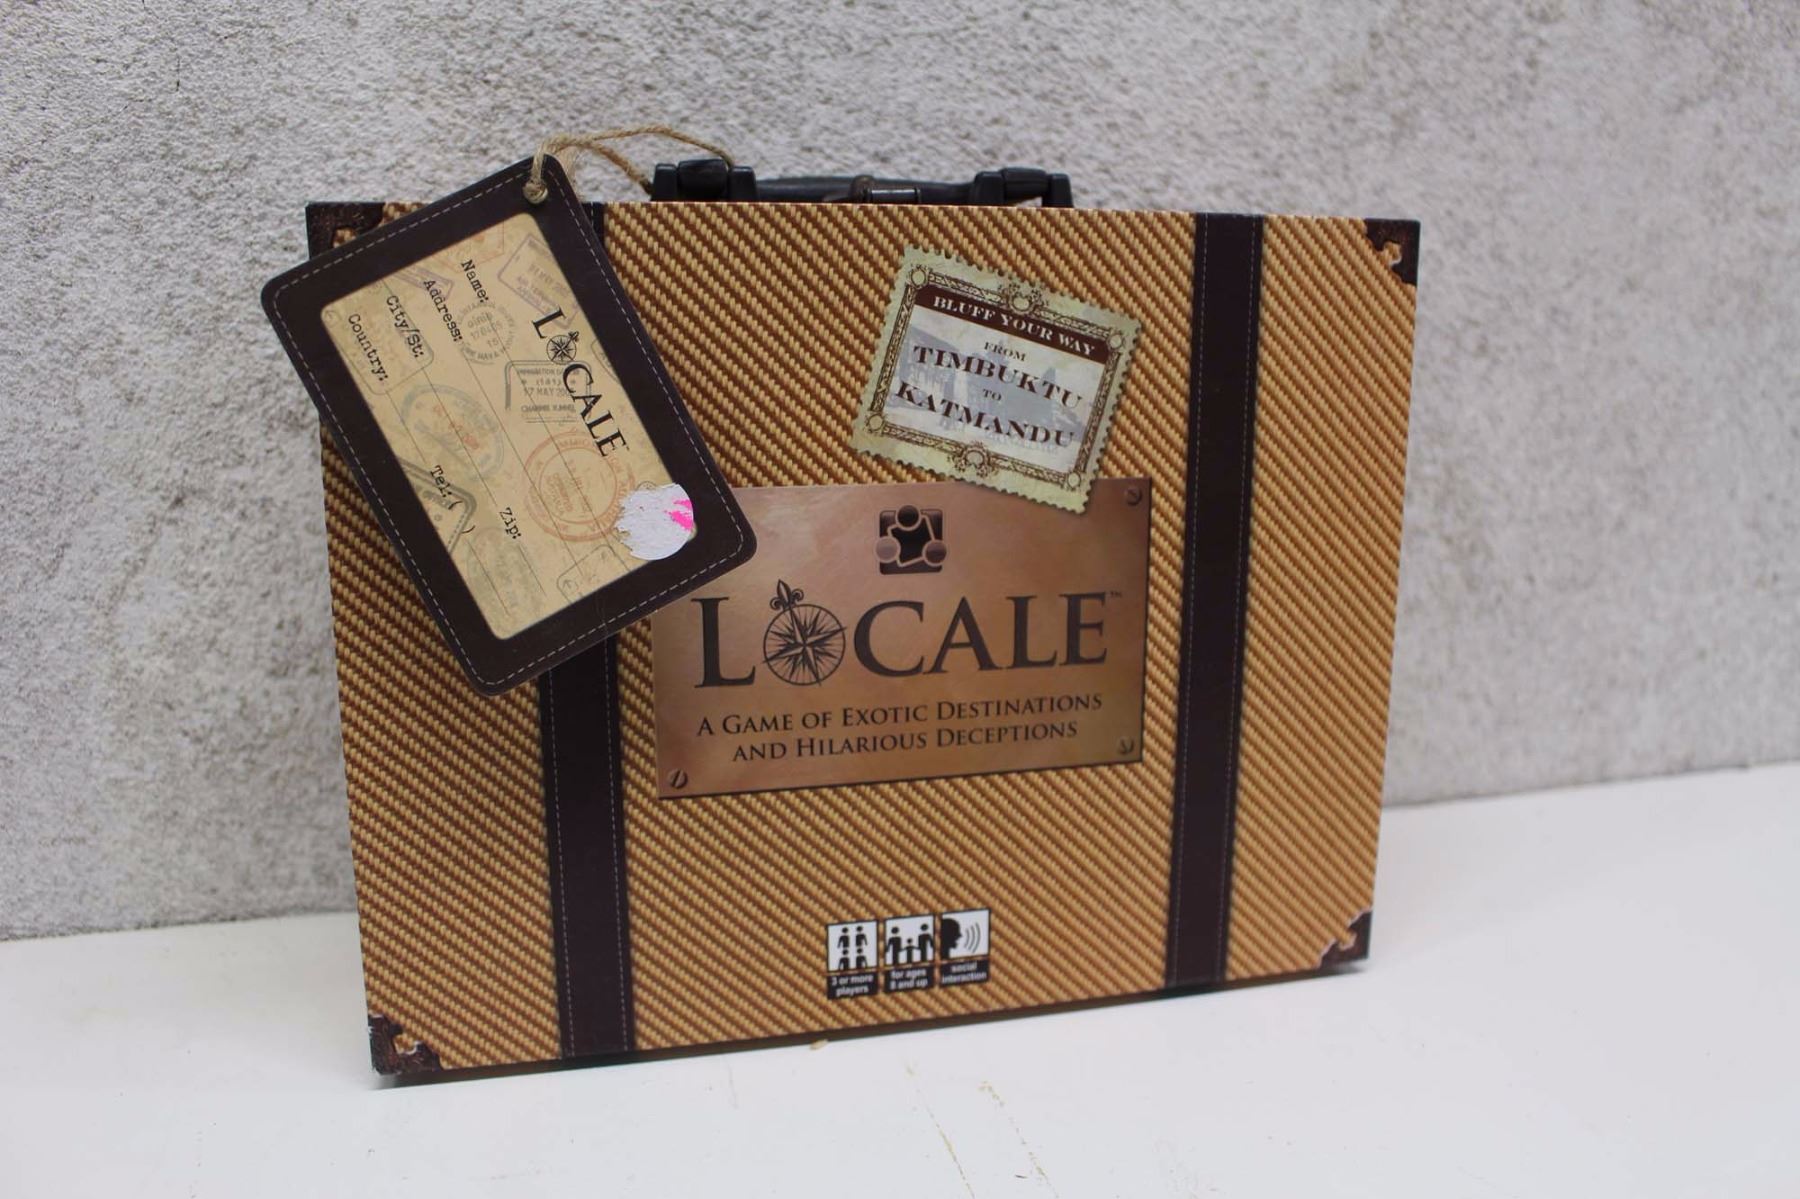 LOCALE
Name:
Address:
City/St:
Country:
Zip:
Tel:
BLUFF YOUR WAY
FROM
TIMBUKTU
TO
KATMANDU
LOCALE™
A GAME OF EXOTIC DESTINATIONS
AND HILARIOUS DECEPTIONS
3 or more
players
for ages
8 and up
social
interaction